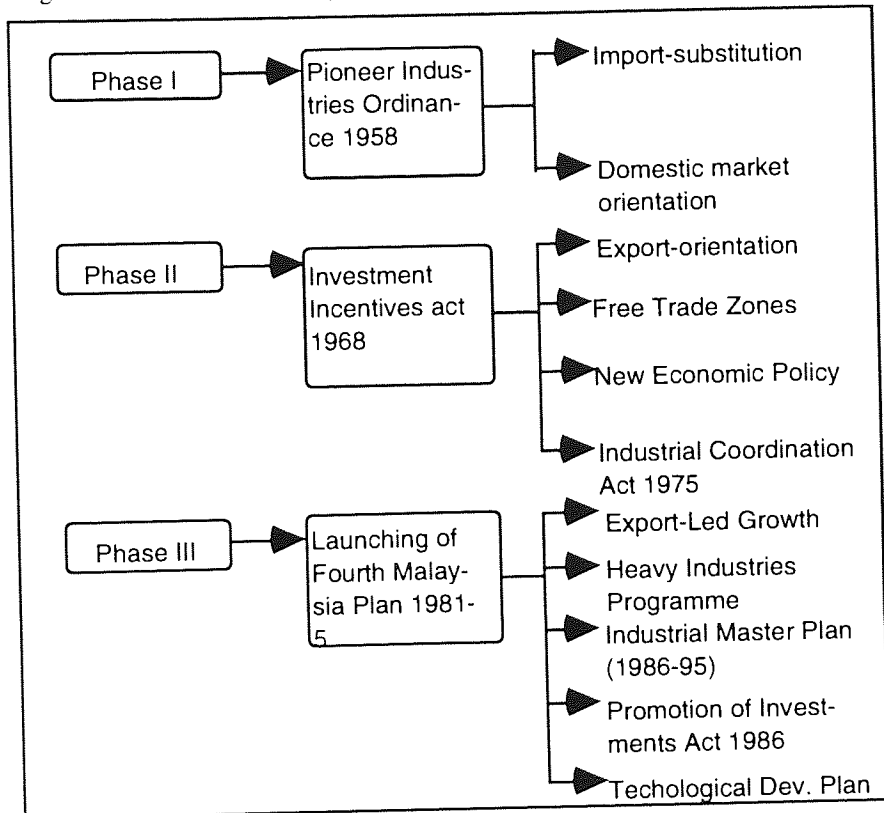 Phase I
Pioneer Indus-
tries Ordinan-
ce 1958
Import-substitution
Domestic market
orientation
Phase II
Investment
Incentives act
1968
Export-orientation
Free Trade Zones
New Economic Policy
Industrial Coordination
Act 1975
Phase III
Launching of
Fourth Malay-
sia Plan 1981-
5
Export-Led Growth
Heavy Industries
Programme
Industrial Master Plan
(1986-95)
Promotion of Invest-
ments Act 1986
Techological Dev. Plan